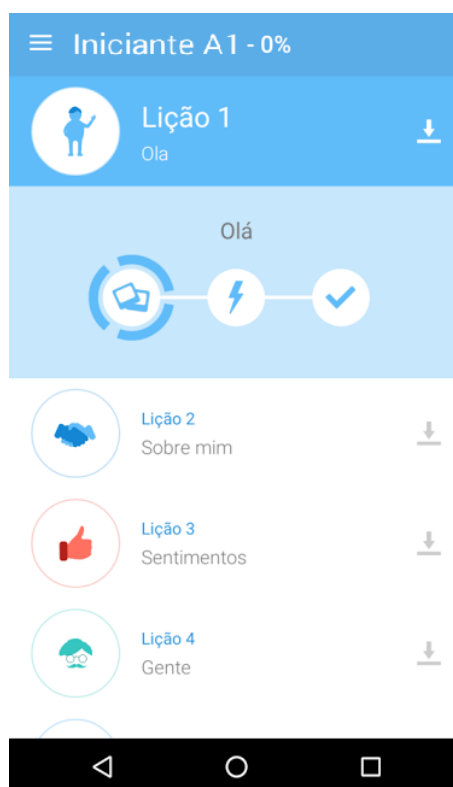 Iniciante A1 - 0%
Lição 1
Ola
Olá
Lição 2
Sobre mim
Lição 3
Sentimentos
Lição 4
Gente